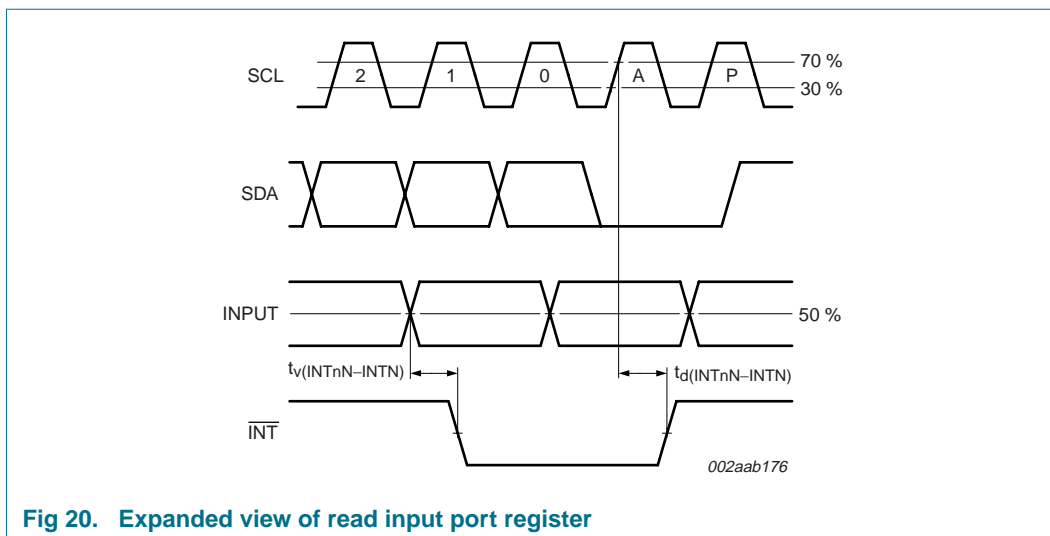 SCL 2 1 0 A P 70 %
30 %
SDA
INPUT 50 %
tv(INTnN–INTN) td(INTnN–INTN)
INT
002aab176
Fig 20. Expanded view of read input port register